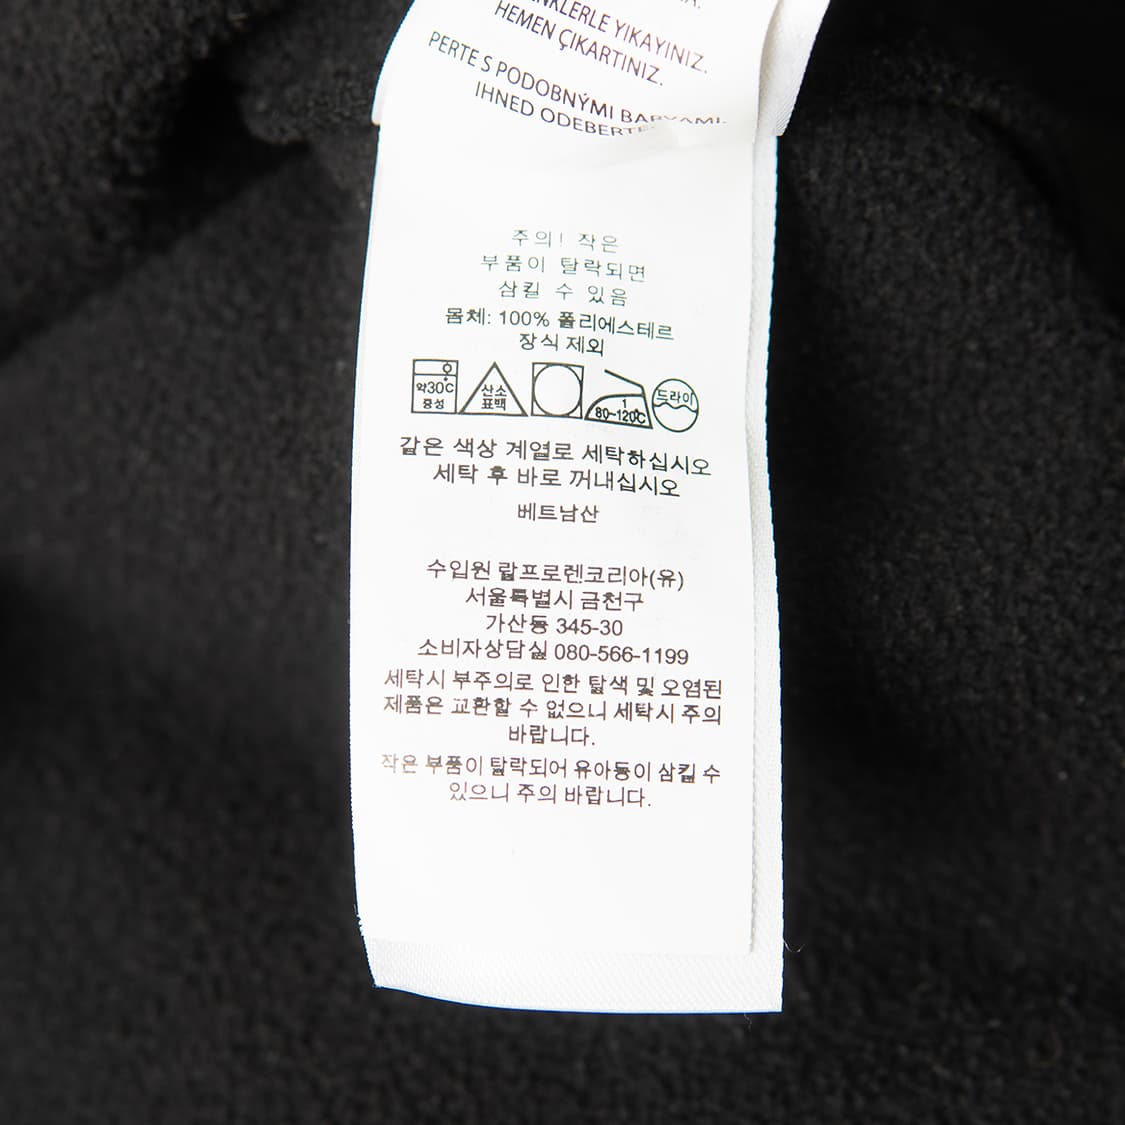 YIKAYINIZ.
HEMEN ÇIKARTINIZ.
PERTE S PODOBNÝMI BARVAMI.
IHNED
주의! 작은
부품이 탈락되면
삼킬 수 있음
몸체: 100% 폴리에스테르
장식 제외
약30℃
중성
산소
표백
1
80~120℃
드라이
같은 색상 계열로 세탁하십시오
세탁 후 바로 꺼내십시오
베트남산
수입원 랄프로렌코리아(유)
서울특별시 금천구
가산동 345-30
소비자상담실 080-566-1199
세탁시 부주의로 인한 탈색 및 오염된
제품은 교환할 수 없으니 세탁시 주의
바랍니다.
작은 부품이 탈락되어 유아등이 삼킬 수
있으니 주의 바랍니다.